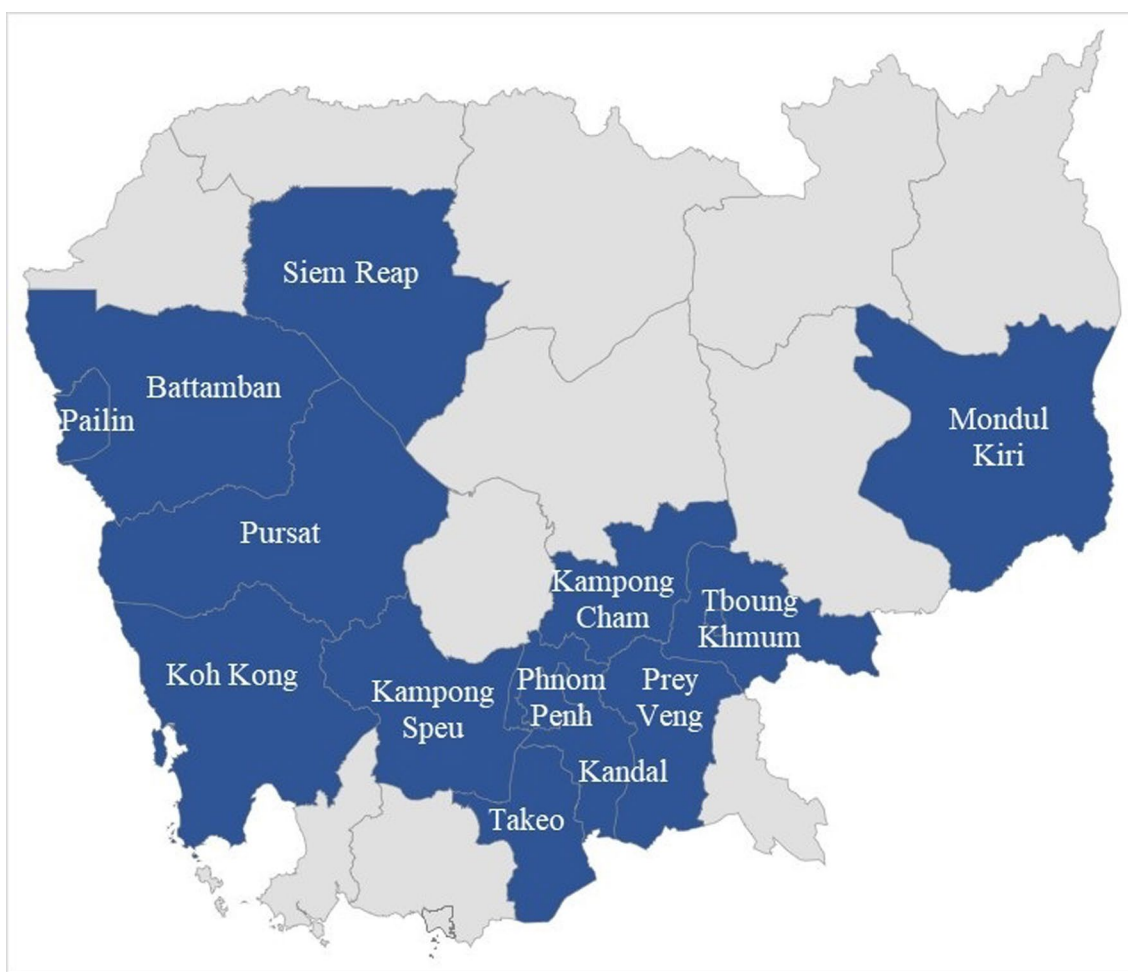 Siem Reap
Battamban
Pailin
Mondul
Kiri
Pursat
Kampong
Cham
Tboung
Khmum
Koh Kong
Kampong
Speu
Phnom
Penh
Prey
Veng
Kandal
Takeo